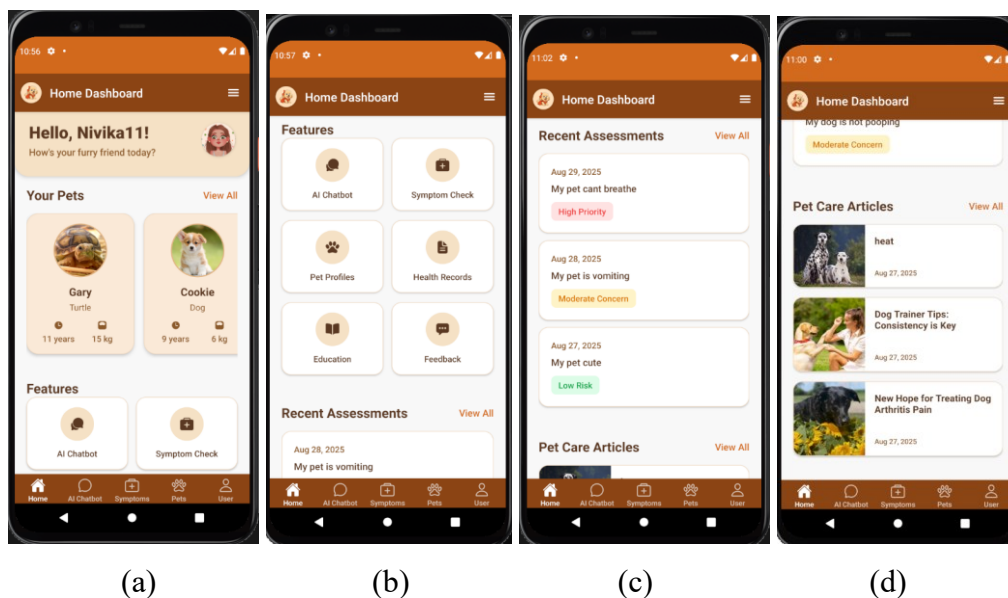 10:56
Home Dashboard
Hello, Nivika11!
How's your furry friend today?
Your Pets View All
Gary Cookie
Turtle Dog
11 years 15 kg 9 years 6 kg
Features
AI Chatbot Symptom Check
Home AI Chatbot Symptoms Pets User
(a)
10:57
Home Dashboard
Features
AI Chatbot Symptom Check
Pet Profiles Health Records
Education Feedback
Recent Assessments View All
Aug 28, 2025
My pet is vomiting
Home AI Chatbot Symptoms Pets User
(b)
11:02
Home Dashboard
Recent Assessments View All
Aug 29, 2025
My pet cant breathe
High Priority
Aug 28, 2025
My pet is vomiting
Moderate Concern
Aug 27, 2025
My pet cute
Low Risk
Pet Care Articles View All
Home AI Chatbot Symptoms Pets User
(c)
11:00
Home Dashboard
My dog is not pooping
Moderate Concern
Pet Care Articles View All
heat
Aug 27, 2025
Dog Trainer Tips:
Consistency is Key
Aug 27, 2025
New Hope for Treating Dog
Arthritis Pain
Aug 27, 2025
Home AI Chatbot Symptoms Pets User
(d)